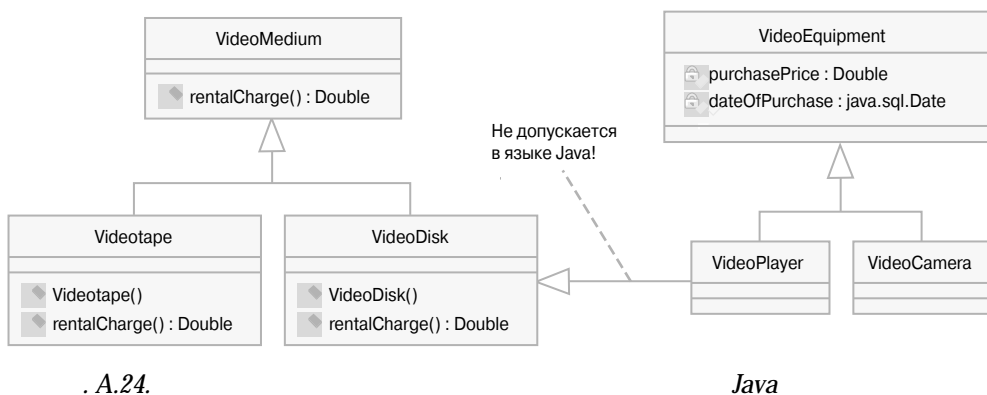 VideoMedium
rentalCharge() : Double
VideoEquipment
purchasePrice : Double
dateOfPurchase : java.sql.Date
Не допускается
в языке Java!
Videotape
Videotape()
rentalCharge() : Double
VideoDisk
VideoDisk()
rentalCharge() : Double
VideoPlayer
VideoCamera
. A.24. Java